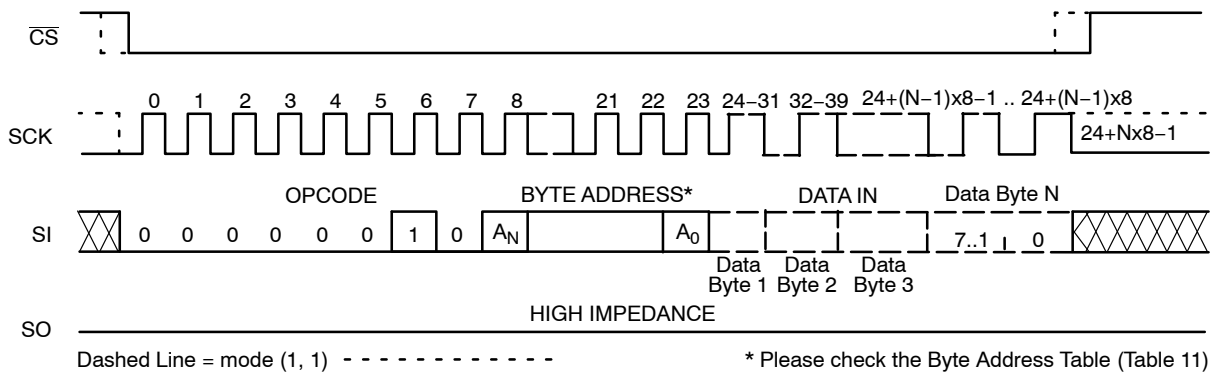 CS
0 1 2 3 4 5 6 7 8 21 22 23 24–31 32–39 24+(N–1)x8–1 .. 24+(N–1)x8
SCK
24+Nx8–1
OPCODE BYTE ADDRESS* DATA IN Data Byte N
SI
0 0 0 0 0 0 1 0 AN A0 7..1 0
Data Byte 1
Data Byte 2
Data Byte 3
HIGH IMPEDANCE
SO
Dashed Line = mode (1, 1)
* Please check the Byte Address Table (Table 11)